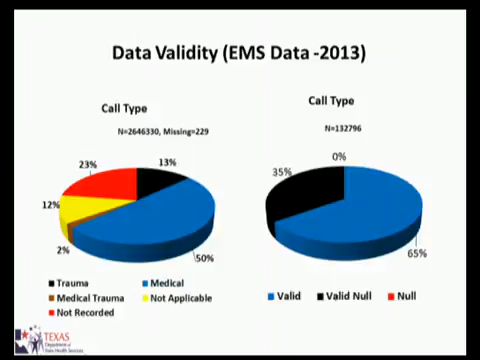 Data Validity (EMS Data -2013)
Call Type
N=2646330, Missing=229
23%
13%
12%
2%
50%
Trauma
Medical
Medical Trauma
Not Applicable
Not Recorded
Call Type
N=132796
0%
35%
65%
Valid
Valid Null
Null
TEXAS
Department of
State Health Services